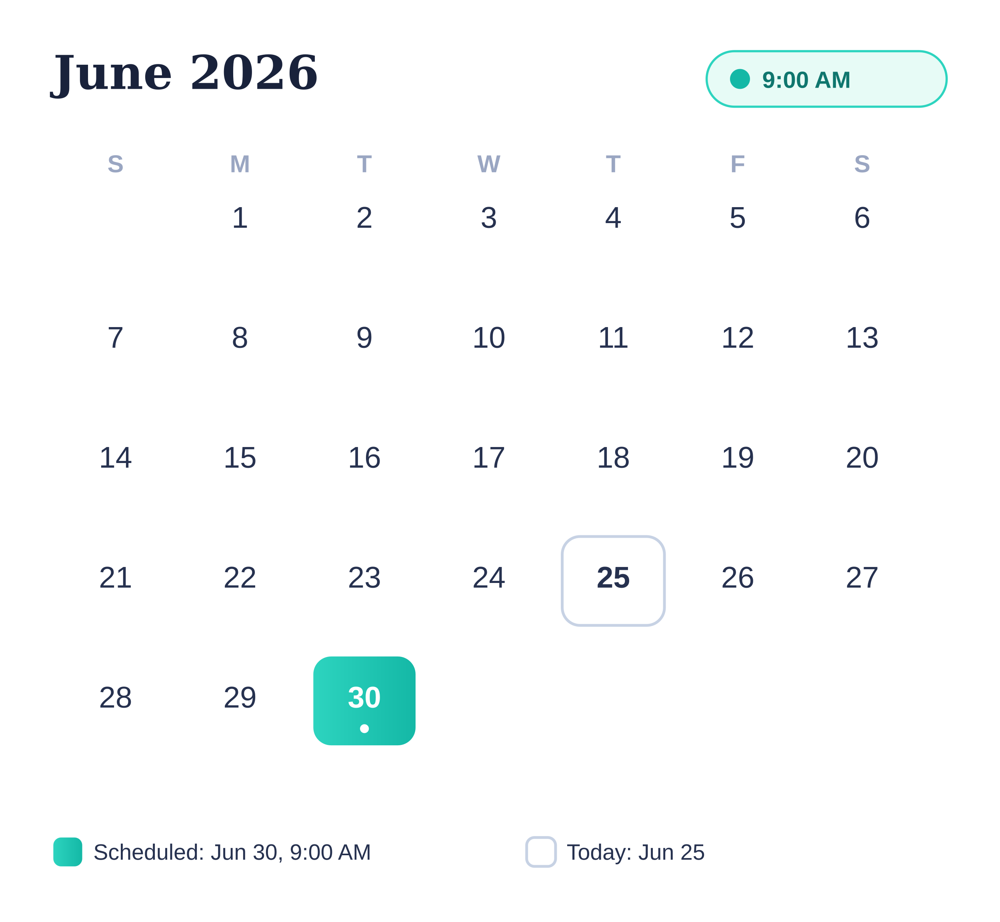 June 2026
9:00 AM
S M T W T F S
1 2 3 4 5 6
7 8 9 10 11 12 13
14 15 16 17 18 19 20
21 22 23 24 25 26 27
28 29 30
Scheduled: Jun 30, 9:00 AM
Today: Jun 25